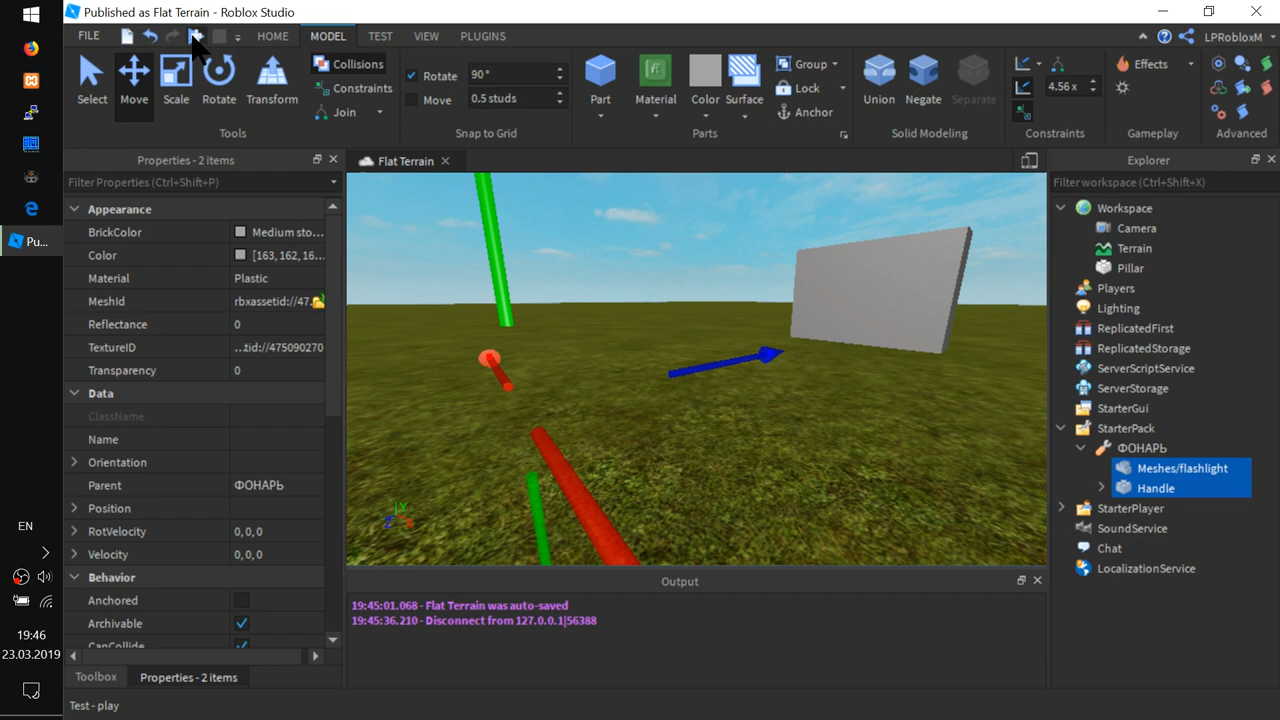 Published as Flat Terrain - Roblox Studio
FILE
HOME
MODEL
TEST
VIEW
PLUGINS
LPRobloxM
Select
Move
Scale
Rotate
Transform
Collisions
Constraints
Join
Tools
Rotate
90°
Move
0.5 studs
Snap to Grid
Part
Material
Color
Surface
Group
Lock
Anchor
Parts
Union
Negate
Separate
Solid Modeling
4.56x
Constraints
Effects
Gameplay
Advanced
Properties - 2 items
Filter Properties (Ctrl+Shift+P)
Appearance
BrickColor Medium sto...
Color [163, 162, 16...
Material Plastic
MeshId rbxassetid://47...
Reflectance 0
TextureID ...tid://475090270
Transparency 0
Data
ClassName
Name
Orientation
Parent ФОНАРЬ
Position
RotVelocity 0, 0, 0
Velocity 0, 0, 0
Behavior
Anchored
Archivable
CanCollide
Toolbox
Properties - 2 items
Test - play
Flat Terrain
Y
Z
X
Output
19:45:01.068 - Flat Terrain was auto-saved
19:45:36.210 - Disconnect from 127.0.0.1|56388
Explorer
Filter workspace (Ctrl+Shift+X)
Workspace
Camera
Terrain
Pillar
Players
Lighting
ReplicatedFirst
ReplicatedStorage
ServerScriptService
ServerStorage
StarterGui
StarterPack
ФОНАРЬ
Meshes/flashlight
Handle
StarterPlayer
SoundService
Chat
LocalizationService
Pu...
EN
19:46
23.03.2019